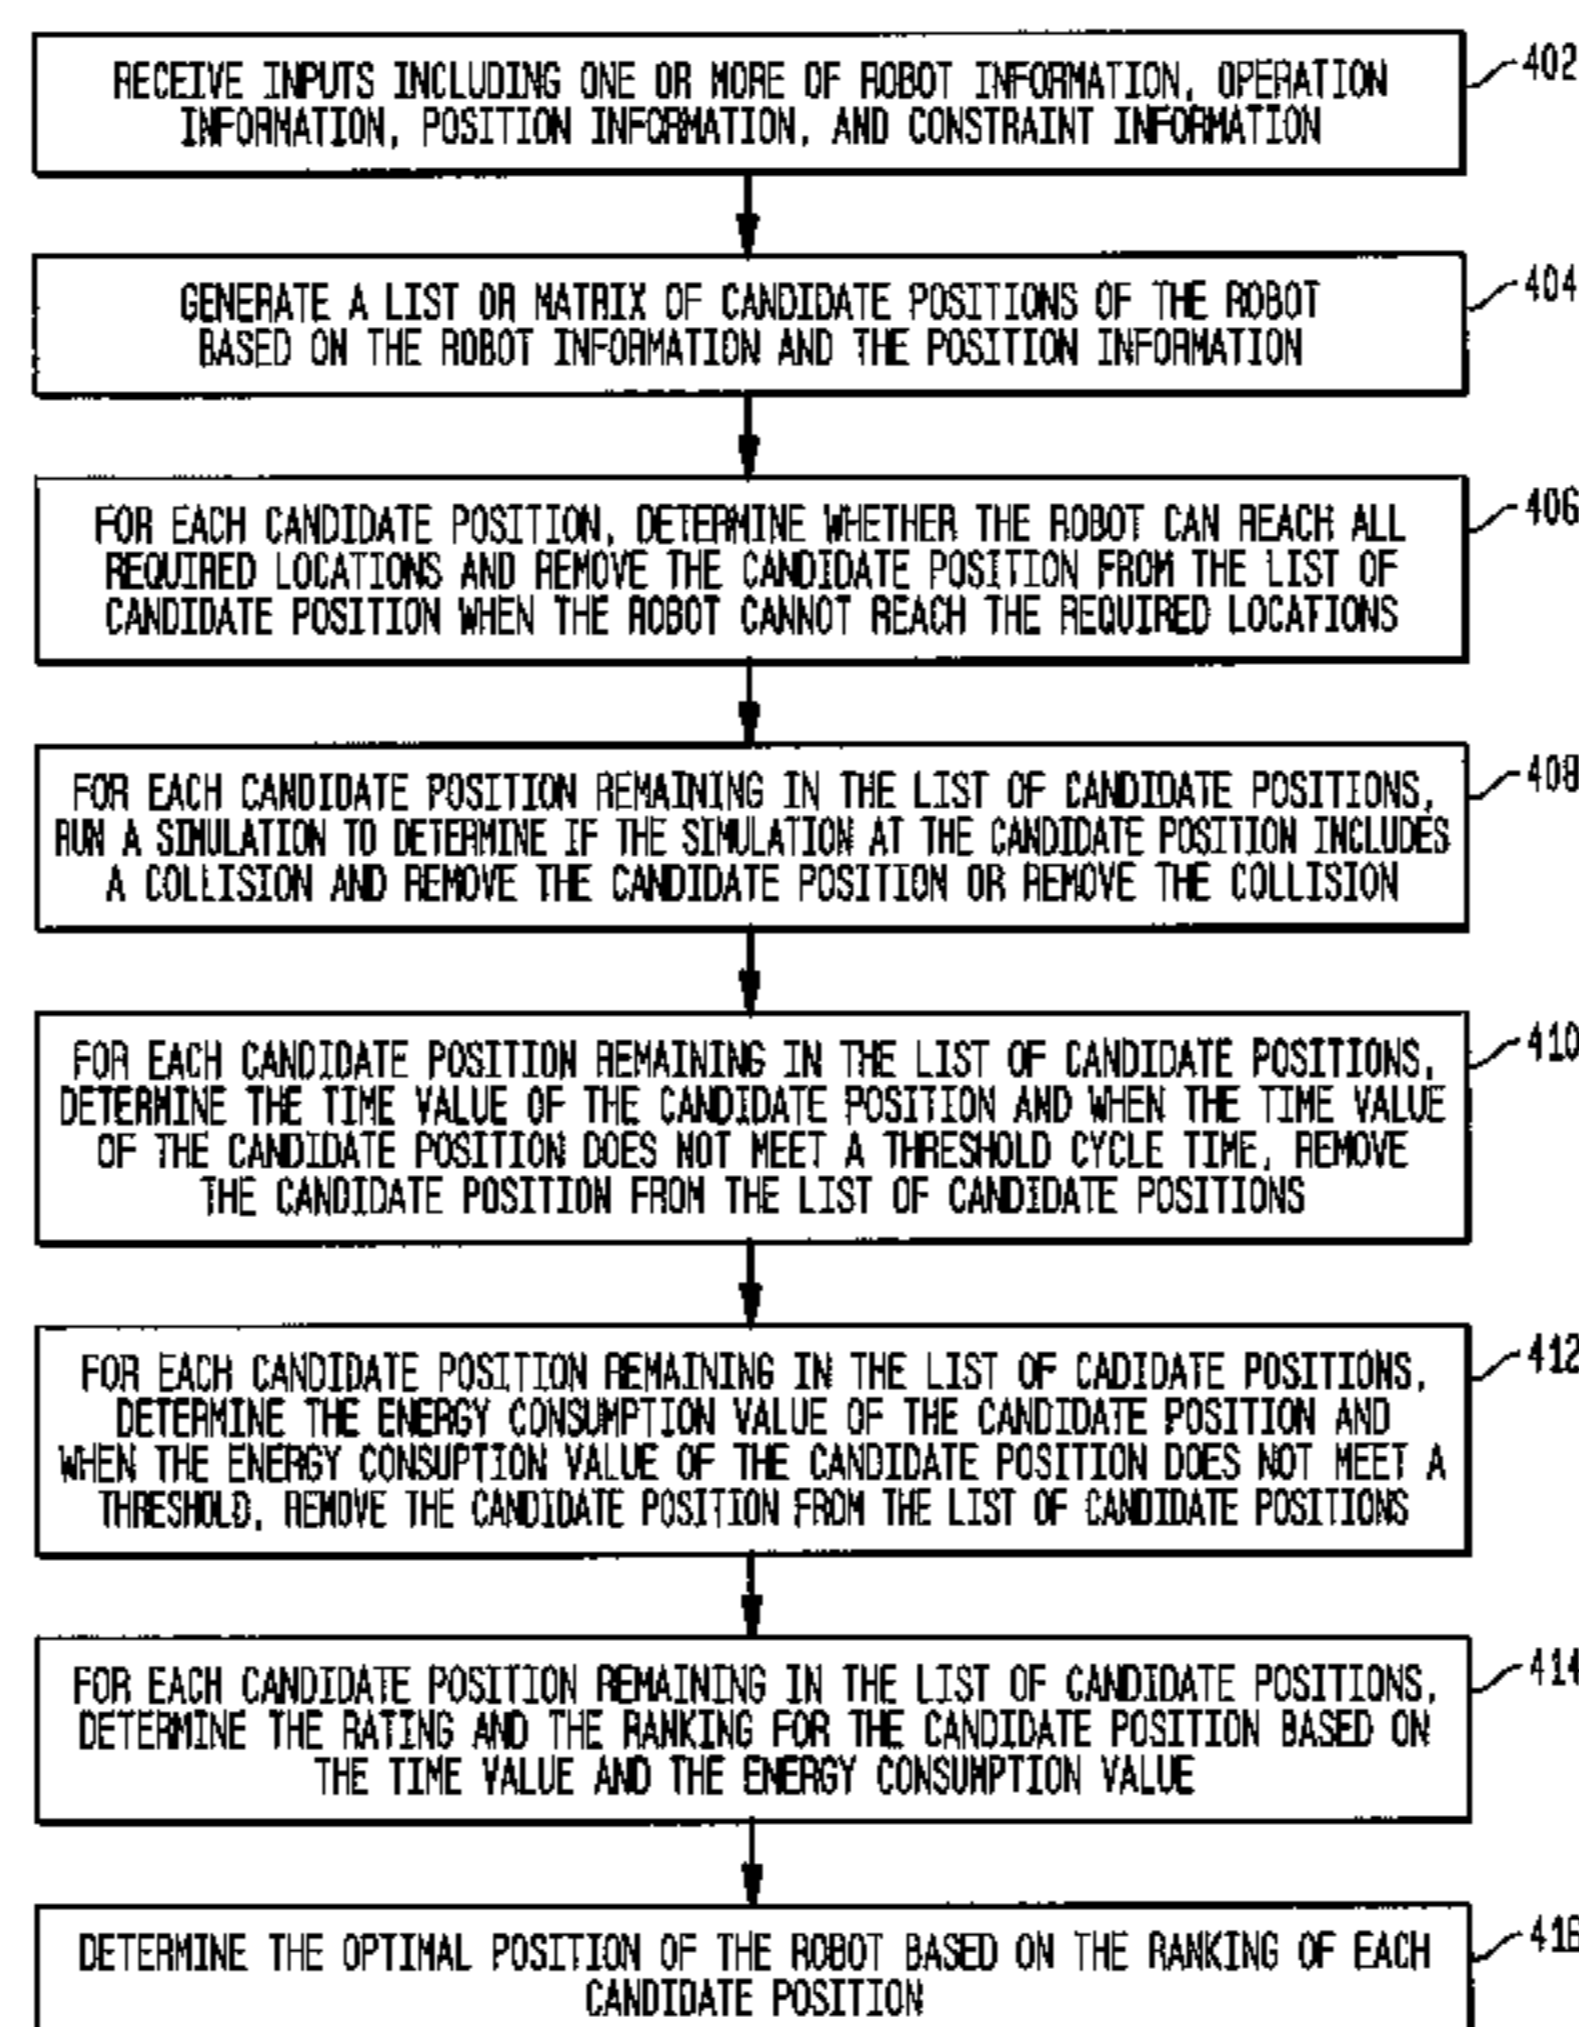 RECEIVE INPUTS INCLUDING ONE OR MORE OF ROBOT INFORMATION, OPERATION
INFORMATION, POSITION INFORMATION, AND CONSTRAINT INFORMATION
402
GENERATE A LIST OR MATRIX OF CANDIDATE POSITIONS OF THE ROBOT
BASED ON THE ROBOT INFORMATION AND THE POSITION INFORMATION
404
FOR EACH CANDIDATE POSITION, DETERMINE WHETHER THE ROBOT CAN REACH ALL
REQUIRED LOCATIONS AND REMOVE THE CANDIDATE POSITION FROM THE LIST OF
CANDIDATE POSITION WHEN THE ROBOT CANNOT REACH THE REQUIRED LOCATIONS
406
FOR EACH CANDIDATE POSITION REMAINING IN THE LIST OF CANDIDATE POSITIONS,
RUN A SIMULATION TO DETERMINE IF THE SIMULATION AT THE CANDIDATE POSITION INCLUDES
A COLLISION AND REMOVE THE CANDIDATE POSITION OR REMOVE THE COLLISION
408
FOR EACH CANDIDATE POSITION REMAINING IN THE LIST OF CANDIDATE POSITIONS,
DETERMINE THE TIME VALUE OF THE CANDIDATE POSITION AND WHEN THE TIME VALUE
OF THE CANDIDATE POSITION DOES NOT MEET A THRESHOLD CYCLE TIME, REMOVE
THE CANDIDATE POSITION FROM THE LIST OF CANDIDATE POSITIONS
410
FOR EACH CANDIDATE POSITION REMAINING IN THE LIST OF CADIDATE POSITIONS,
DETERMINE THE ENERGY CONSUMPTION VALUE OF THE CANDIDATE POSITION AND
WHEN THE ENERGY CONSUPTION VALUE OF THE CANDIDATE POSITION DOES NOT MEET A
THRESHOLD, REMOVE THE CANDIDATE POSITION FROM THE LIST OF CANDIDATE POSITIONS
412
FOR EACH CANDIDATE POSITION REMAINING IN THE LIST OF CANDIDATE POSITIONS,
DETERMINE THE RATING AND THE RANKING FOR THE CANDIDATE POSITION BASED ON
THE TIME VALUE AND THE ENERGY CONSUMPTION VALUE
414
DETERMINE THE OPTIMAL POSITION OF THE ROBOT BASED ON THE RANKING OF EACH
CANDIDATE POSITION
416